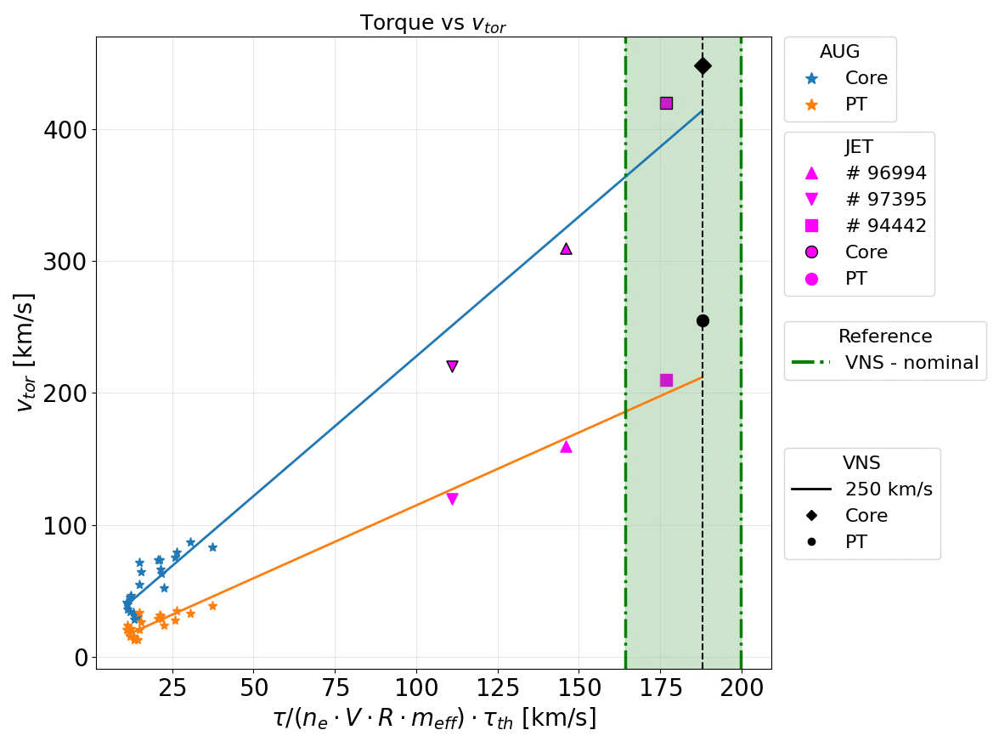 Torque vs v_tor
v_tor [km/s]
400
300
200
100
0
25 50 75 100 125 150 175 200
τ/(n_e · V · R · m_eff) · τ_th [km/s]
AUG
Core
PT
JET
# 96994
# 97395
# 94442
Core
PT
Reference
VNS - nominal
VNS
250 km/s
Core
PT